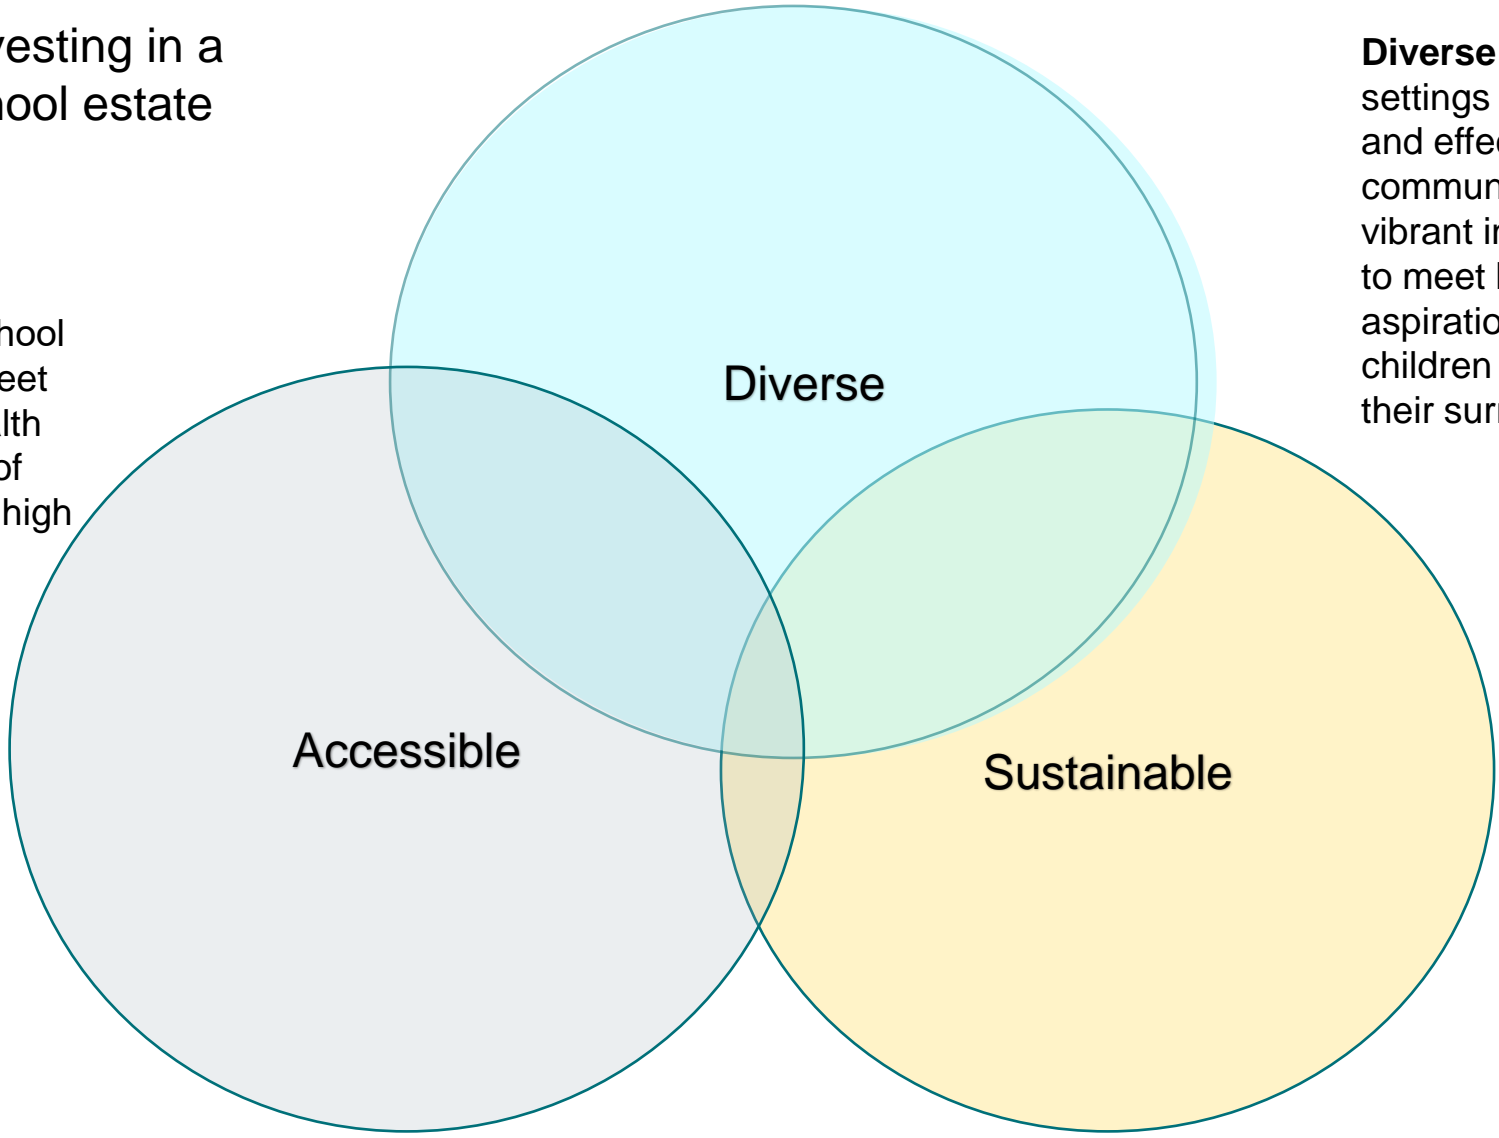 vesting in a
hool estate
hool
eet
alth
of
high
Diverse
settings
and effe
commun
vibrant i
to meet
aspiratio
children
their sur
Diverse
Accessible
Sustainable